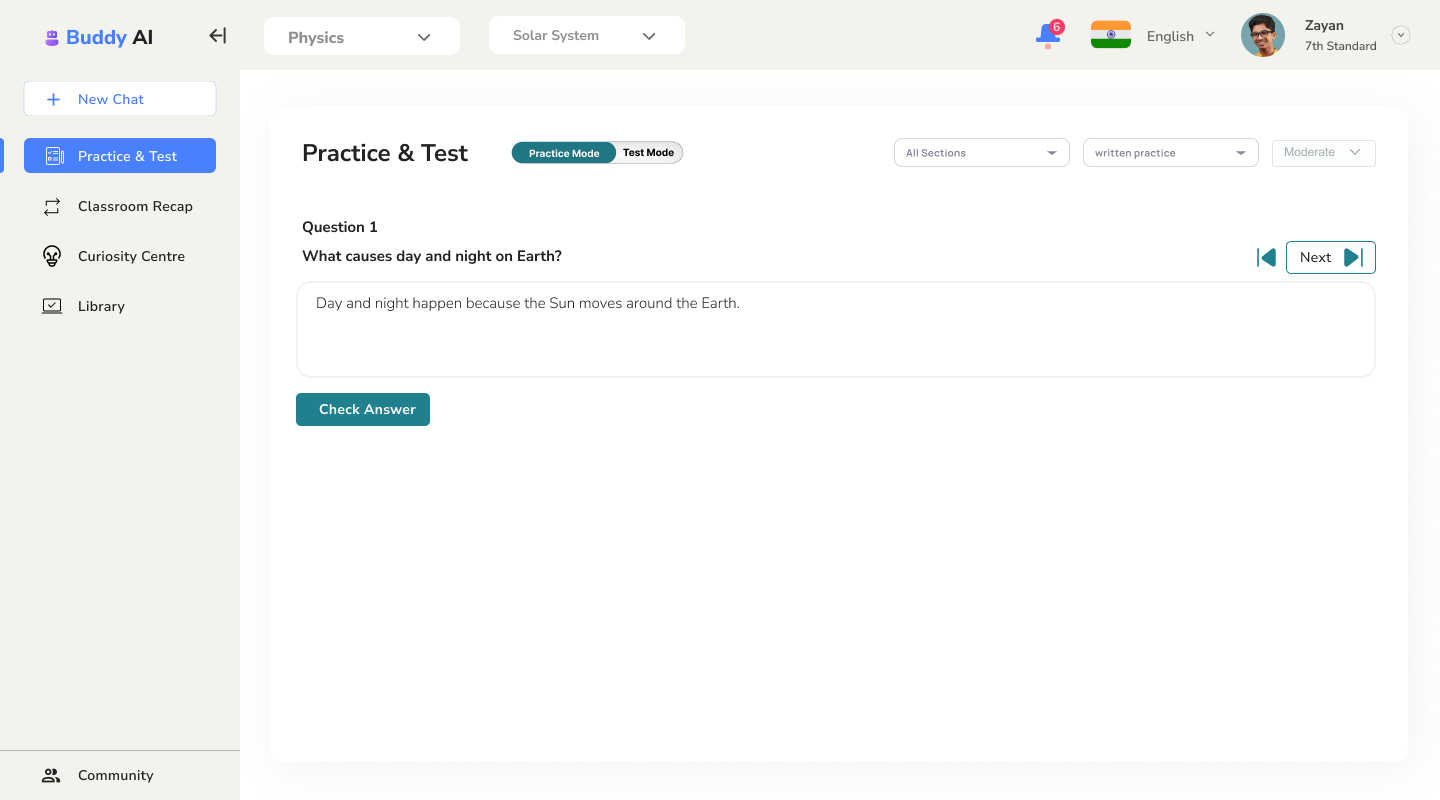 Buddy AI
Physics
Solar System
6
English
Zayan
7th Standard
New Chat
Practice & Test
Classroom Recap
Curiosity Centre
Library
Community
Practice & Test
Practice Mode
Test Mode
All Sections
written practice
Moderate
Question 1
What causes day and night on Earth?
Next
Day and night happen because the Sun moves around the Earth.
Check Answer